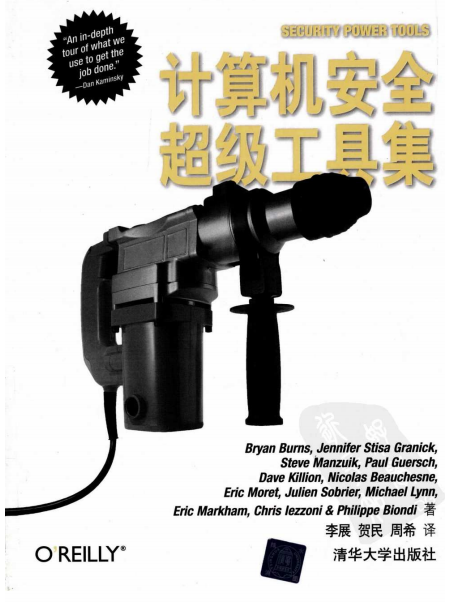 SECURITY POWER TOOLS
"An in-depth
tour of what we
use to get the
job done."
—Dan Kaminsky
计算机安全
超级工具集
Bryan Burns, Jennifer Stisa Granick,
Steve Manzuik, Paul Guersch,
Dave Killion, Nicolas Beauchesne,
Eric Moret, Julien Sobrier, Michael Lynn,
Eric Markham, Chris Iezzoni & Philippe Biondi 著
李展 贺民 周希 译
O'REILLY®
清华大学出版社